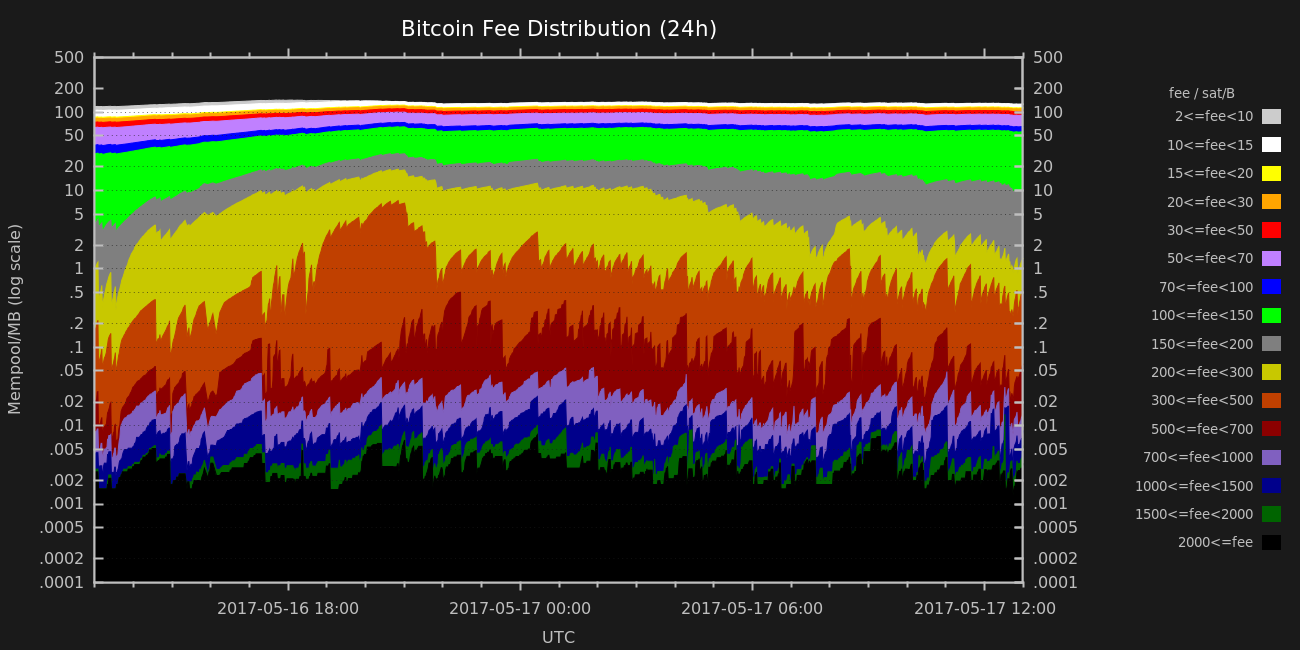 Bitcoin Fee Distribution (24h)
500 500
200 200
100 100
50 50
20 20
10 10
5 5
2 2
1 1
.5 .5
.2 .2
.1 .1
.05 .05
.02 .02
.01 .01
.005 .005
.002 .002
.001 .001
.0005 .0005
.0002 .0002
.0001 .0001
Mempool/MB (log scale)
2017-05-16 18:00 2017-05-17 00:00 2017-05-17 06:00 2017-05-17 12:00
UTC
fee / sat/B
2<=fee<10
10<=fee<15
15<=fee<20
20<=fee<30
30<=fee<50
50<=fee<70
70<=fee<100
100<=fee<150
150<=fee<200
200<=fee<300
300<=fee<500
500<=fee<700
700<=fee<1000
1000<=fee<1500
1500<=fee<2000
2000<=fee